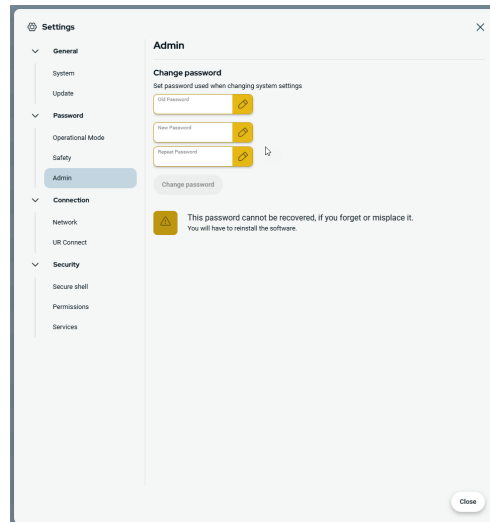 Settings
General
System
Update
Password
Operational Mode
Safety
Admin
Connection
Network
UR Connect
Security
Secure shell
Permissions
Services
Admin
Change password
Set password used when changing system settings
Old Password
New Password
Repeat Password
Change password
This password cannot be recovered, if you forget or misplace it.
You will have to reinstall the software.
Close